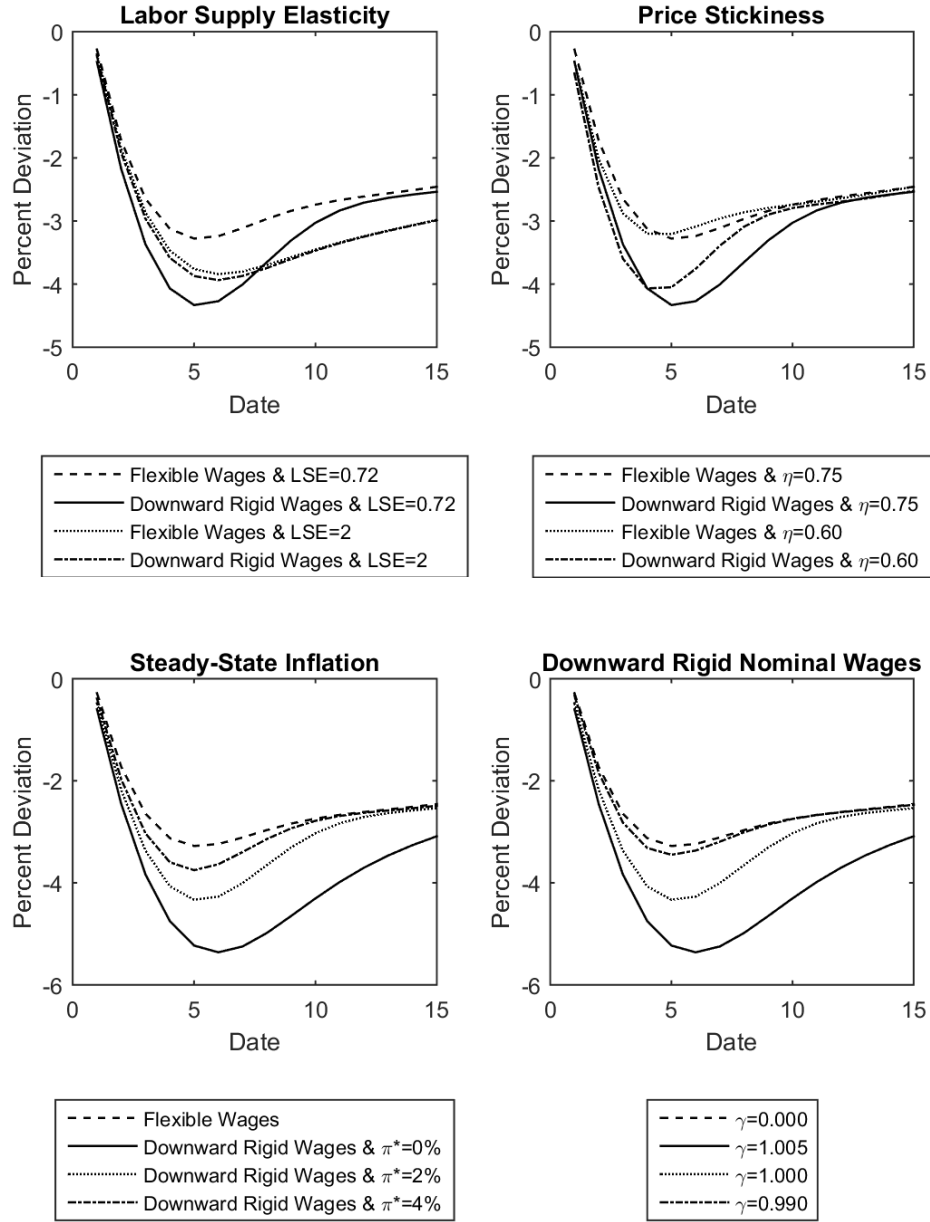 Labor Supply Elasticity
0
-1
-2
-3
-4
-5
0
5
10
15
Percent Deviation
Date
Flexible Wages & LSE=0.72
Downward Rigid Wages & LSE=0.72
Flexible Wages & LSE=2
Downward Rigid Wages & LSE=2
Price Stickiness
0
-1
-2
-3
-4
-5
0
5
10
15
Percent Deviation
Date
Flexible Wages & η=0.75
Downward Rigid Wages & η=0.75
Flexible Wages & η=0.60
Downward Rigid Wages & η=0.60
Steady-State Inflation
0
-2
-4
-6
0
5
10
15
Percent Deviation
Date
Flexible Wages
Downward Rigid Wages & π*=0%
Downward Rigid Wages & π*=2%
Downward Rigid Wages & π*=4%
Downward Rigid Nominal Wages
0
-2
-4
-6
0
5
10
15
Percent Deviation
Date
γ=0.000
γ=1.005
γ=1.000
γ=0.990